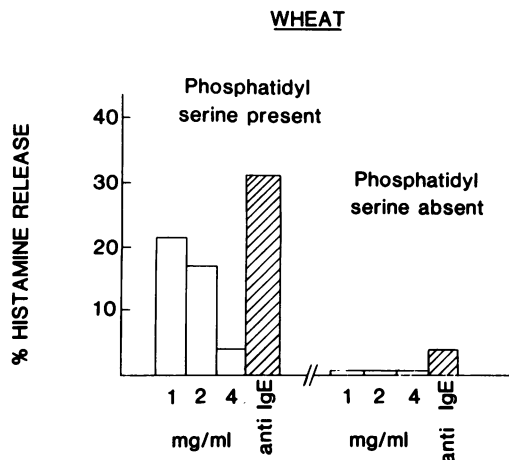 WHEAT
% HISTAMINE RELEASE
40
30
20
10
Phosphatidyl
serine present
Phosphatidyl
serine absent
1 2 4 anti IgE
mg/ml
1 2 4 anti IgE
mg/ml